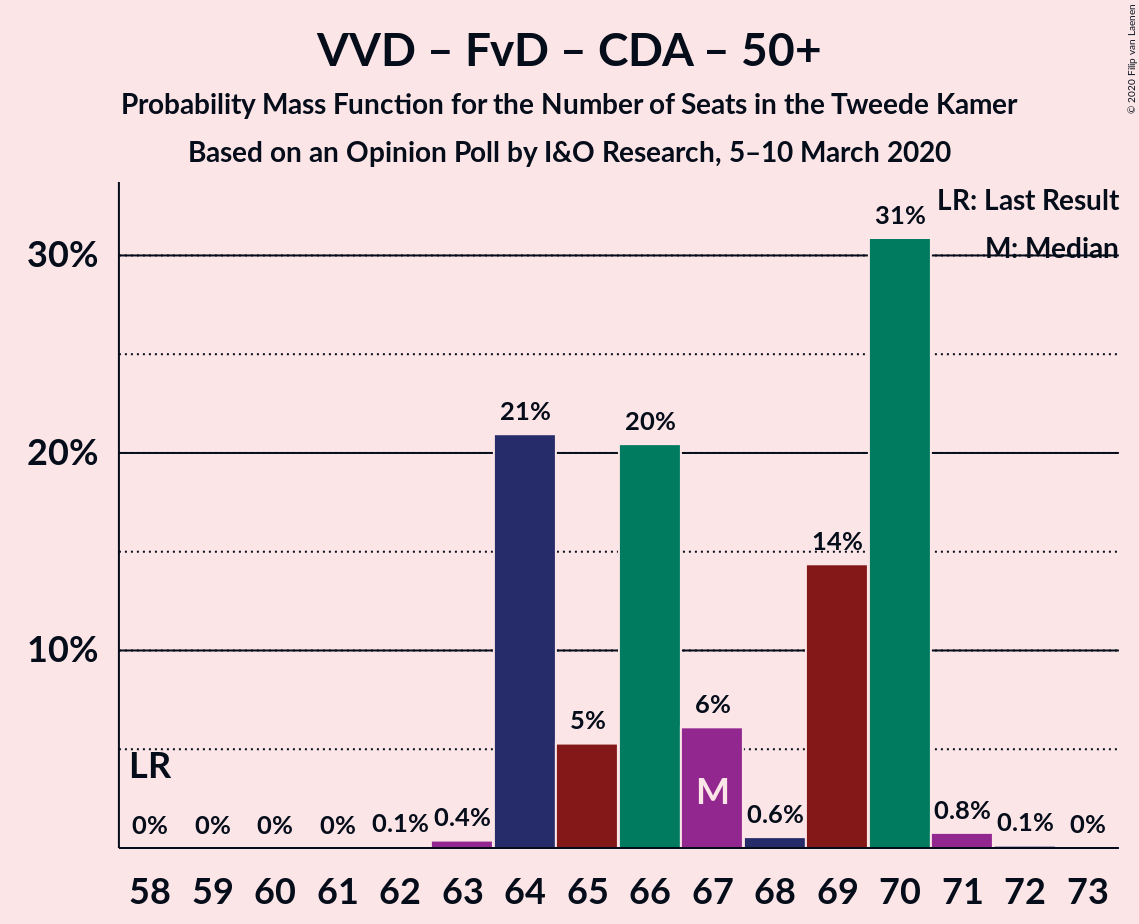 VVD – FvD – CDA – 50+
Probability Mass Function for the Number of Seats in the Tweede Kamer
Based on an Opinion Poll by I&O Research, 5–10 March 2020
© 2020 Filip van Laenen
LR: Last Result
M: Median
30%
20%
10%
31%
21%
20%
14%
6%
5%
LR
M
0% 0% 0% 0% 0.1% 0.4% 0.6% 0.8% 0.1% 0%
58 59 60 61 62 63 64 65 66 67 68 69 70 71 72 73